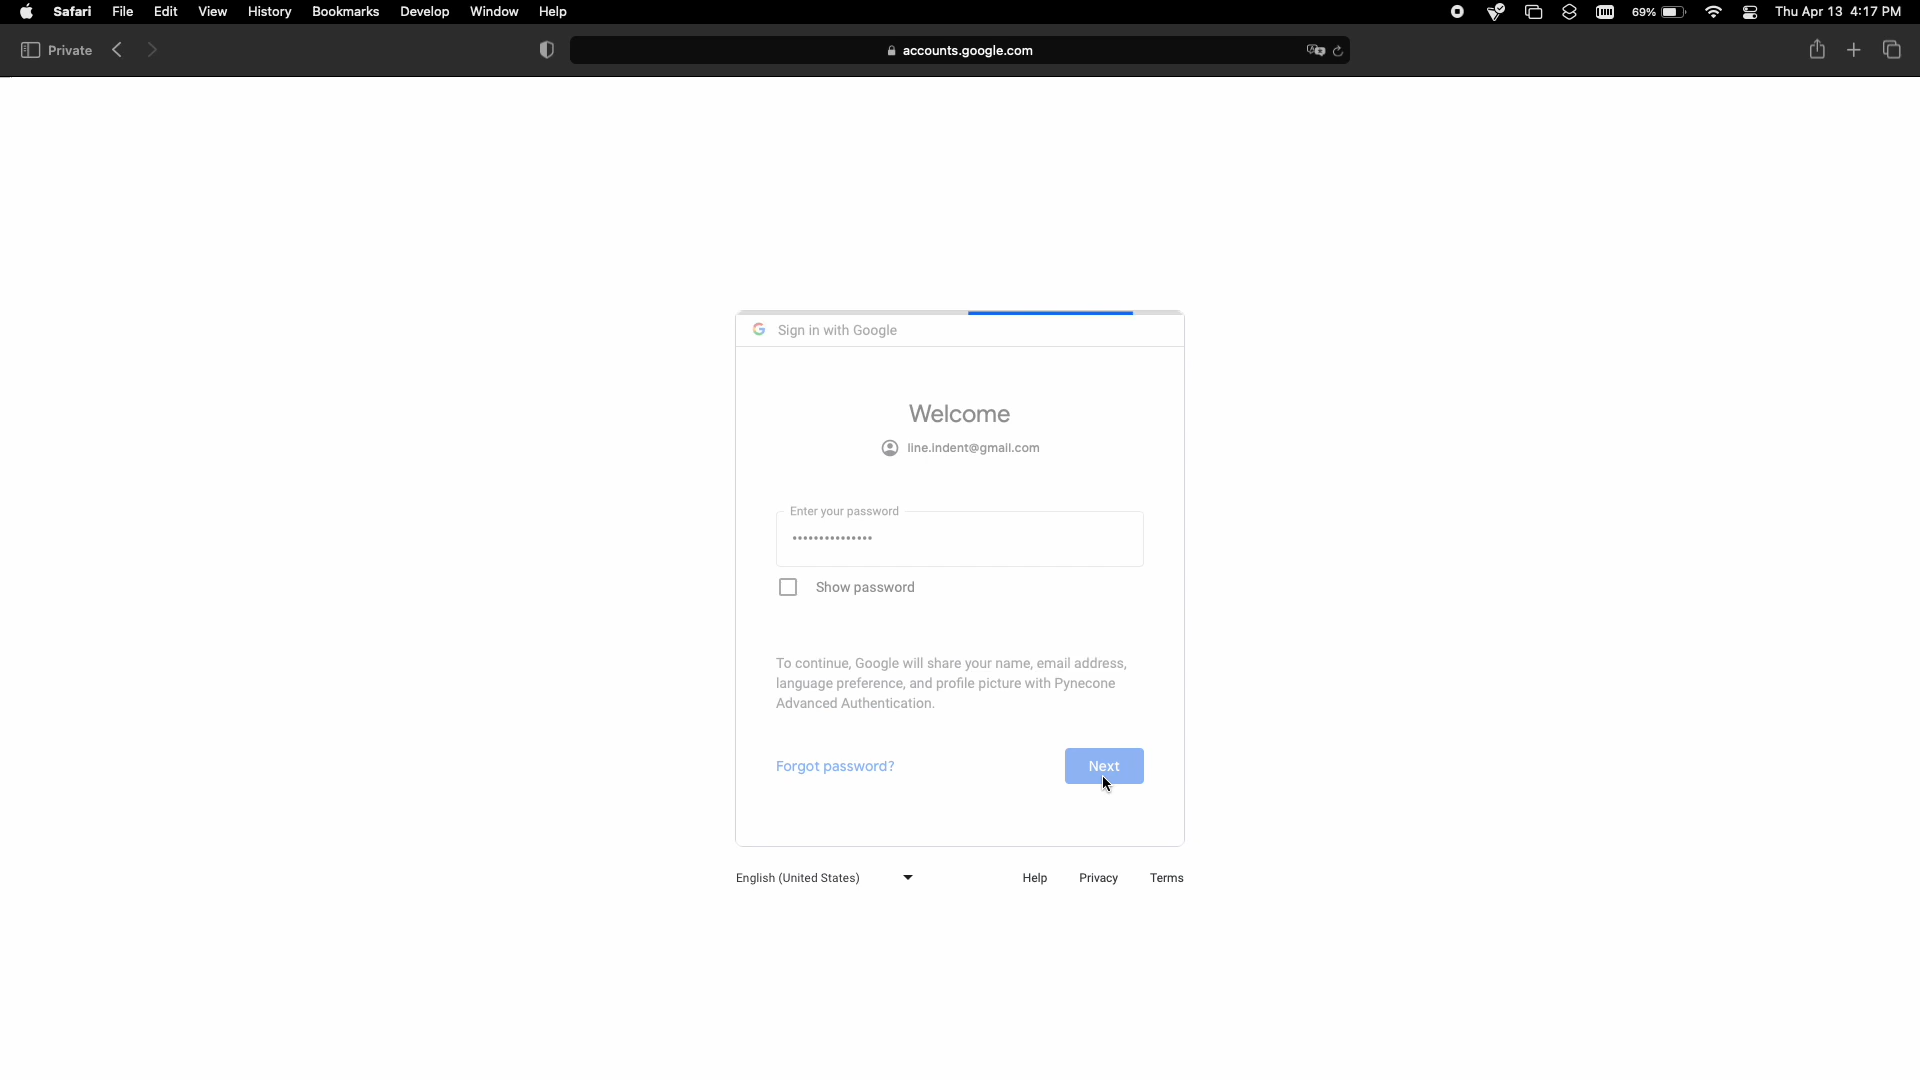 Safari File Edit View History Bookmarks Develop Window Help 69% Thu Apr 13 4:17 PM
Private accounts.google.com
Sign in with Google
Welcome
line.indent@gmail.com
Enter your password
•••••••••••••••
Show password
To continue, Google will share your name, email address,
language preference, and profile picture with Pynecone
Advanced Authentication.
Forgot password? Next
English (United States) Help Privacy Terms